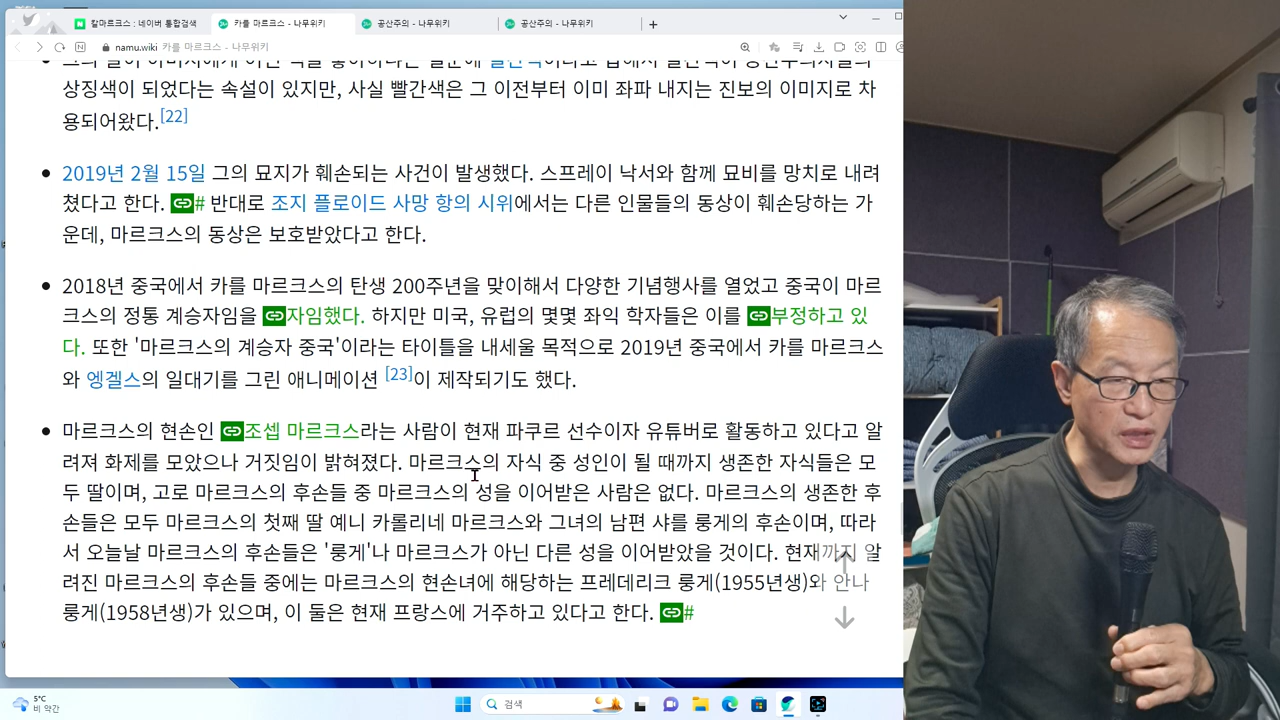 칼마르크스 : 네이버 통합검색
카를 마르크스 - 나무위키
공산주의 - 나무위키
공산주의 - 나무위키
namu.wiki 카를 마르크스 - 나무위키
상징색이 되었다는 속설이 있지만, 사실 빨간색은 그 이전부터 이미 좌파 내지는 진보의 이미지로 차
용되어왔다.[22]
2019년 2월 15일 그의 묘지가 훼손되는 사건이 발생했다. 스프레이 낙서와 함께 묘비를 망치로 내려
쳤다고 한다. # 반대로 조지 플로이드 사망 항의 시위에서는 다른 인물들의 동상이 훼손당하는 가
운데, 마르크스의 동상은 보호받았다고 한다.
2018년 중국에서 카를 마르크스의 탄생 200주년을 맞이해서 다양한 기념행사를 열었고 중국이 마르
크스의 정통 계승자임을 자임했다. 하지만 미국, 유럽의 몇몇 좌익 학자들은 이를 부정하고 있
다. 또한 '마르크스의 계승자 중국'이라는 타이틀을 내세울 목적으로 2019년 중국에서 카를 마르크스
와 엥겔스의 일대기를 그린 애니메이션 [23]이 제작되기도 했다.
마르크스의 현손인 조셉 마르크스라는 사람이 현재 파쿠르 선수이자 유튜버로 활동하고 있다고 알
려져 화제를 모았으나 거짓임이 밝혀졌다. 마르크스의 자식 중 성인이 될 때까지 생존한 자식들은 모
두 딸이며, 고로 마르크스의 후손들 중 마르크스의 성을 이어받은 사람은 없다. 마르크스의 생존한 후
손들은 모두 마르크스의 첫째 딸 예니 카롤리네 마르크스와 그녀의 남편 샤를 룽게의 후손이며, 따라
서 오늘날 마르크스의 후손들은 '룽게'나 마르크스가 아닌 다른 성을 이어받았을 것이다. 현재까지 알
려진 마르크스의 후손들 중에는 마르크스의 현손녀에 해당하는 프레데리크 룽게(1955년생)와 안나
룽게(1958년생)가 있으며, 이 둘은 현재 프랑스에 거주하고 있다고 한다. #
5°C
비 약간
검색